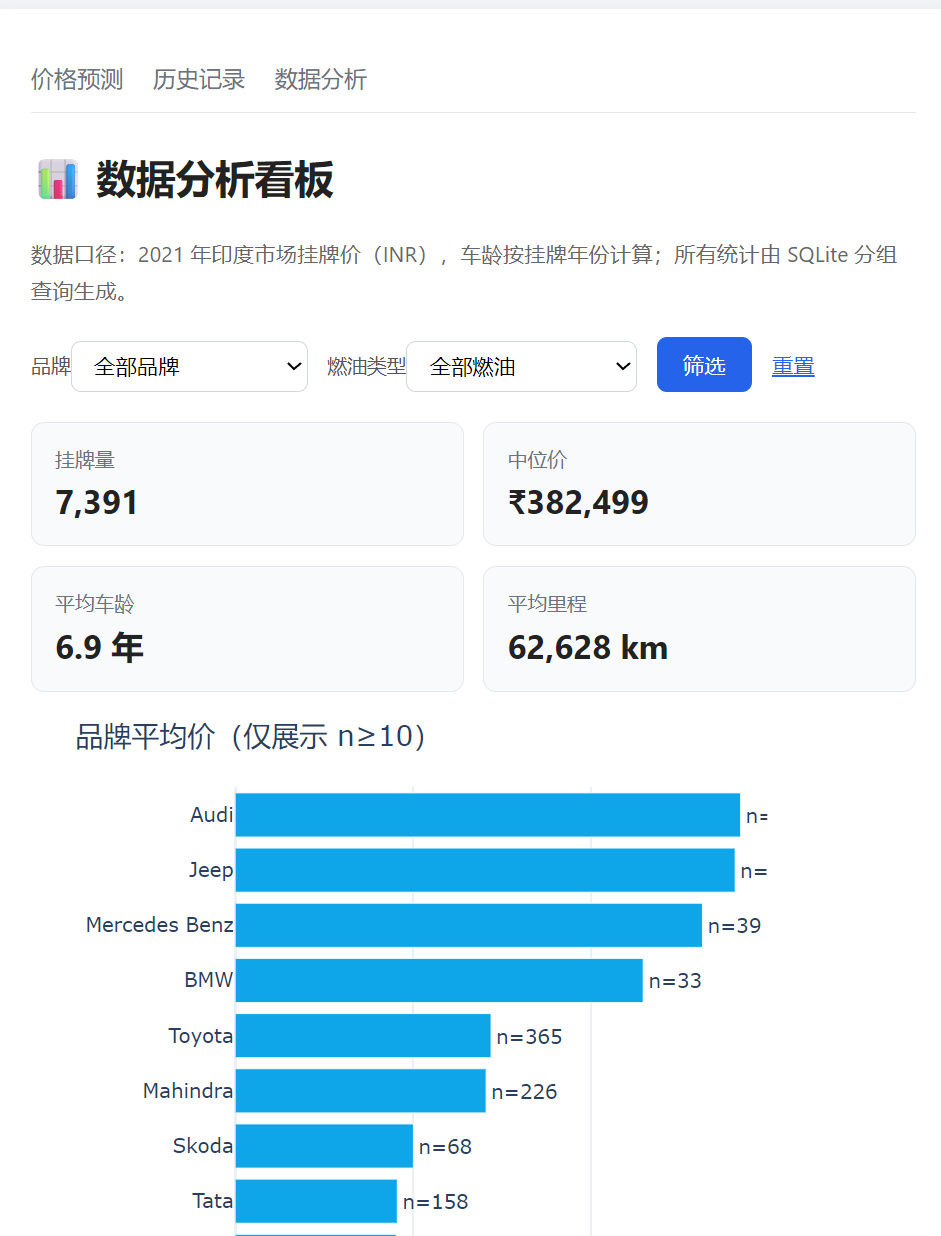 价格预测 历史记录 数据分析
数据分析看板
数据口径：2021 年印度市场挂牌价（INR），车龄按挂牌年份计算；所有统计由 SQLite 分组
查询生成。
品牌 全部品牌 燃油类型 全部燃油 筛选 重置
挂牌量 中位价
7,391 ₹382,499
平均车龄 平均里程
6.9 年 62,628 km
品牌平均价（仅展示 n≥10）
Audi n=
Jeep n=
Mercedes Benz n=39
BMW n=33
Toyota n=365
Mahindra n=226
Skoda n=68
Tata n=158